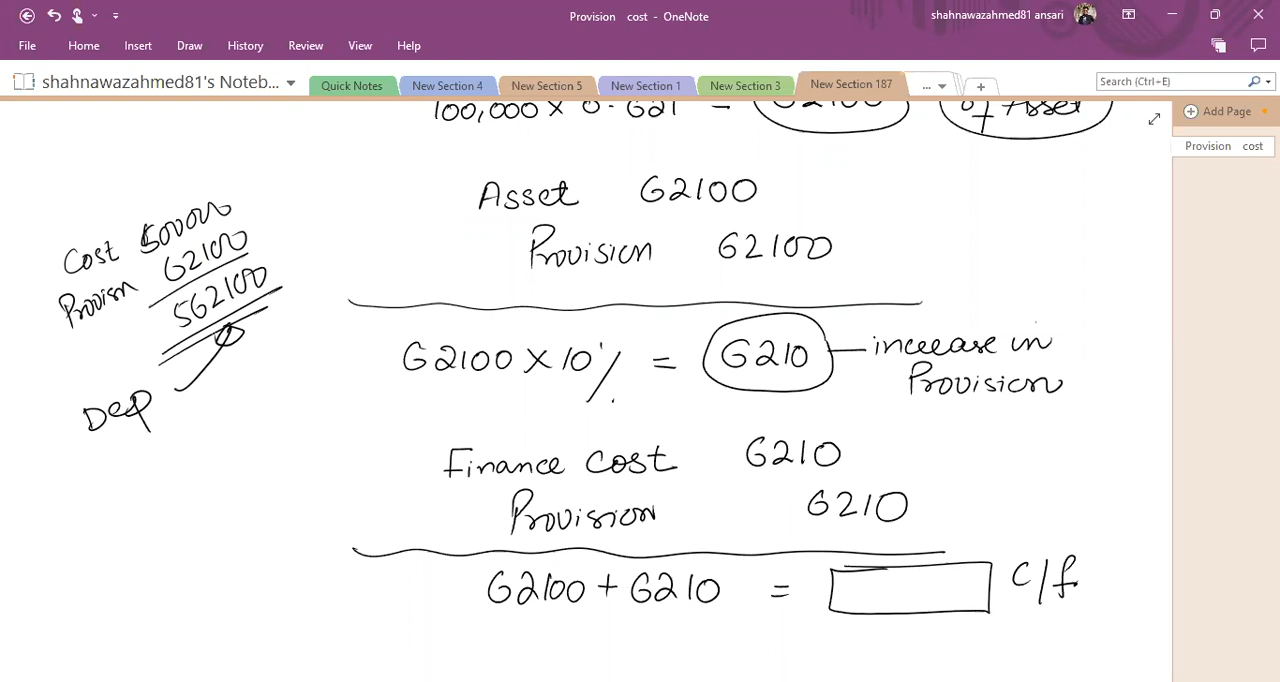 Provision cost - OneNote
shahnawazahmed81 ansari
File Home Insert Draw History Review View Help
shahnawazahmed81's Noteb...
Quick Notes
New Section 4
New Section 5
New Section 1
New Section 3
New Section 187
...
Search (Ctrl+E)
Add Page
Provision cost
100,000 x 0.621 = 62100 of Asset
Asset 62100
Provision 62100
Cost 500000
Provisn 62100
562100
Dep
62100 x 10% = 6210 — increase in
Provision
Finance cost 6210
Provision 6210
62100 + 6210 = c/f